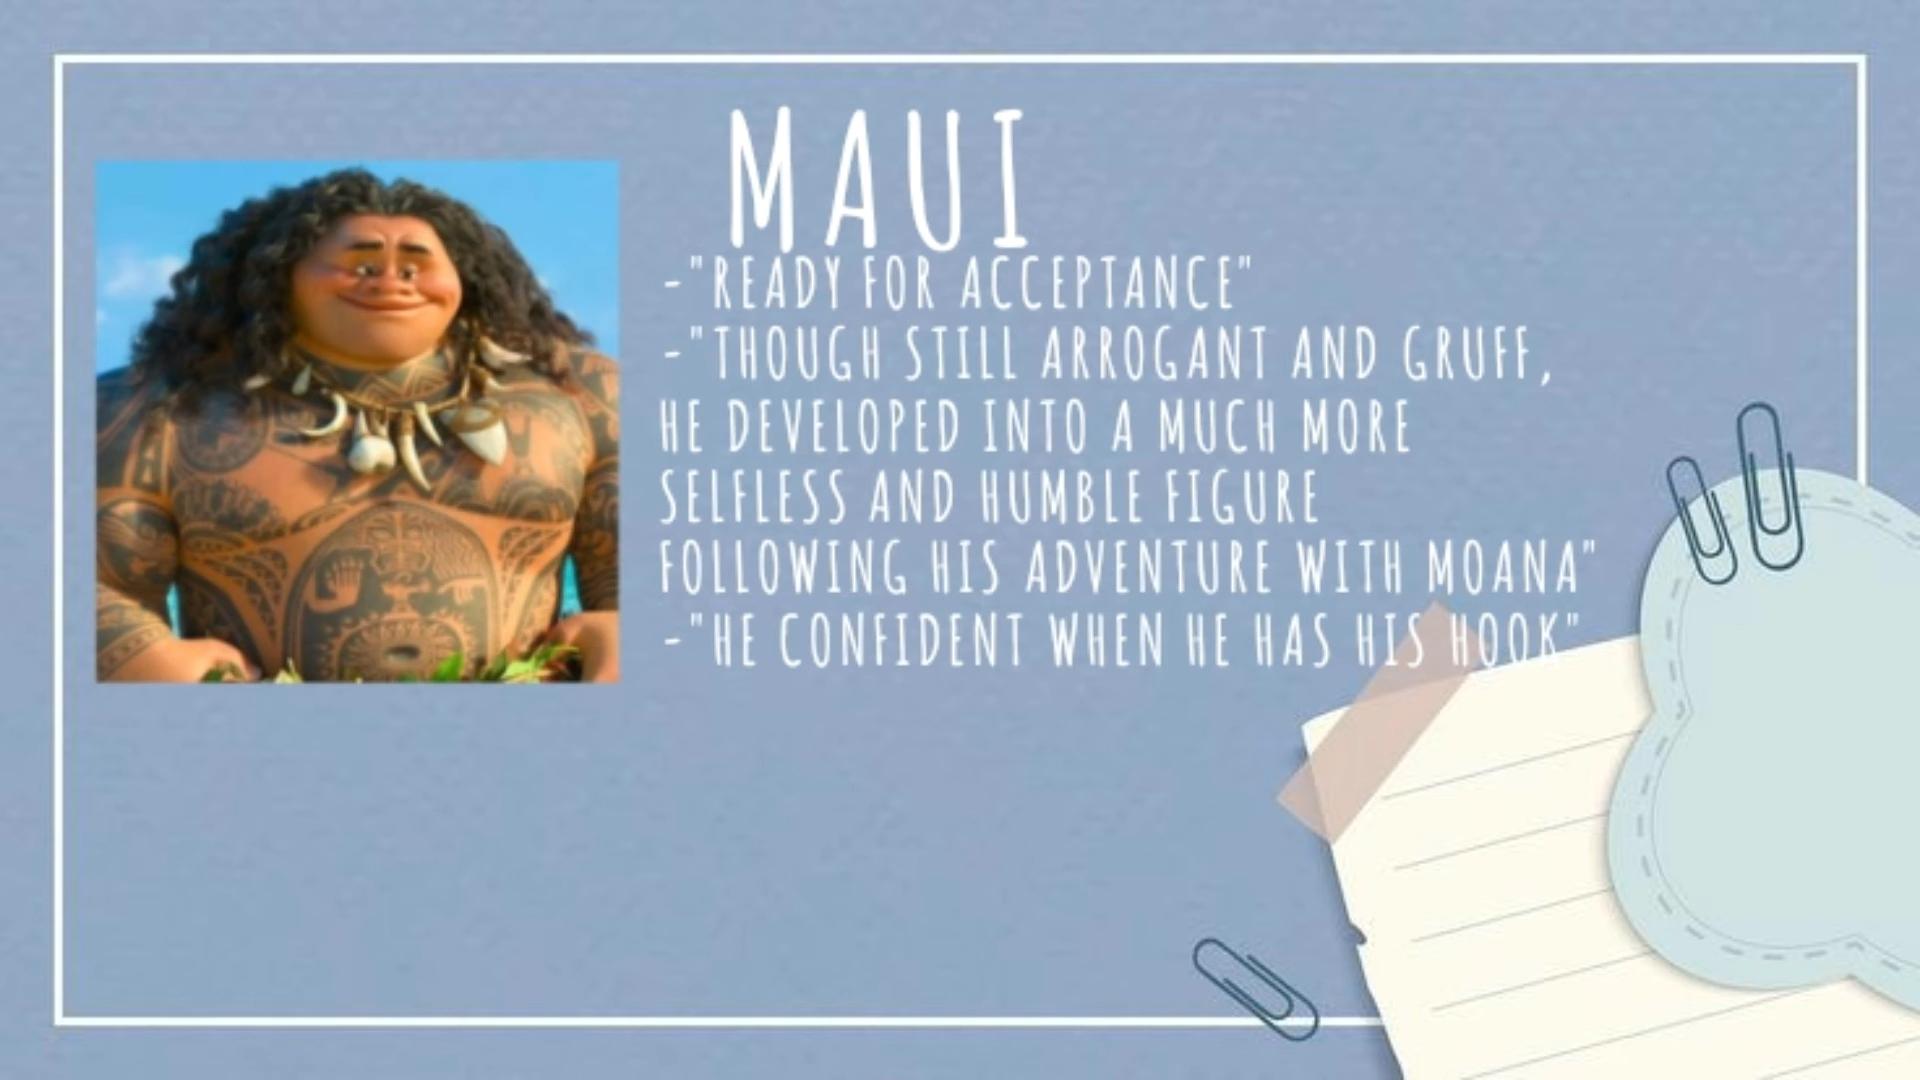 MAUI
-"READY FOR ACCEPTANCE"
-"THOUGH STILL ARROGANT AND GRUFF,
HE DEVELOPED INTO A MUCH MORE
SELFLESS AND HUMBLE FIGURE
FOLLOWING HIS ADVENTURE WITH MOANA"
-"HE CONFIDENT WHEN HE HAS HIS HOOK"